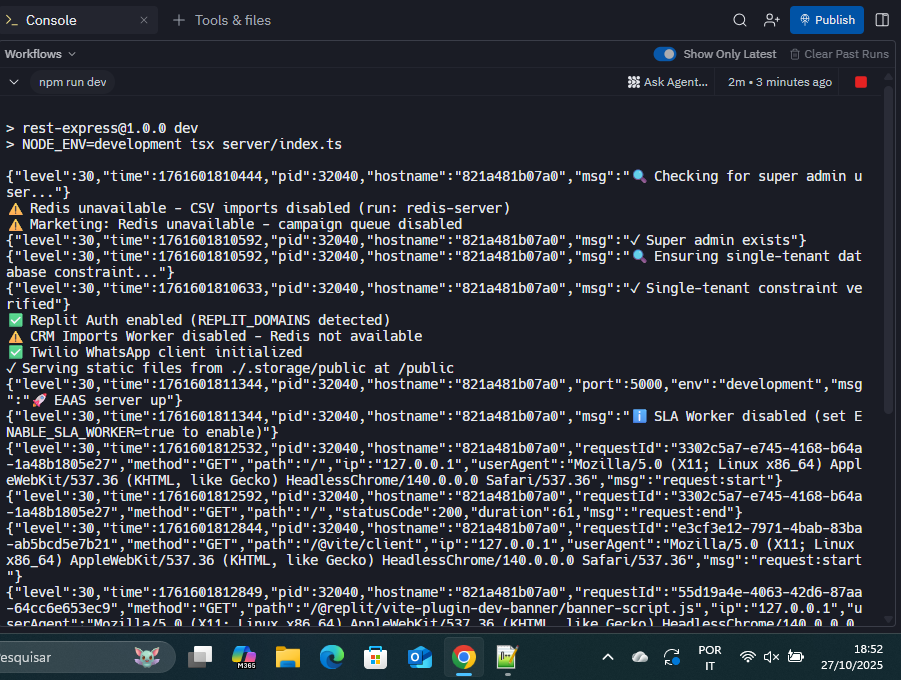 Console
Tools & files
Publish
Workflows
Show Only Latest
Clear Past Runs
npm run dev
Ask Agent...
2m • 3 minutes ago
> rest-express@1.0.0 dev
> NODE_ENV=development tsx server/index.ts
{"level":30,"time":1761601810444,"pid":32040,"hostname":"821a481b07a0","msg":"🔍 Checking for super admin u
ser..."}
⚠️ Redis unavailable - CSV imports disabled (run: redis-server)
⚠️ Marketing: Redis unavailable - campaign queue disabled
{"level":30,"time":1761601810592,"pid":32040,"hostname":"821a481b07a0","msg":"✓ Super admin exists"}
{"level":30,"time":1761601810592,"pid":32040,"hostname":"821a481b07a0","msg":"🔍 Ensuring single-tenant dat
abase constraint..."}
{"level":30,"time":1761601810633,"pid":32040,"hostname":"821a481b07a0","msg":"✓ Single-tenant constraint ve
rified"}
✅ Replit Auth enabled (REPLIT_DOMAINS detected)
⚠️ CRM Imports Worker disabled - Redis not available
✅ Twilio WhatsApp client initialized
✓ Serving static files from ./.storage/public at /public
{"level":30,"time":1761601811344,"pid":32040,"hostname":"821a481b07a0","port":5000,"env":"development","msg
":"🚀 EAAS server up"}
{"level":30,"time":1761601811344,"pid":32040,"hostname":"821a481b07a0","msg":"ℹ️ SLA Worker disabled (set E
NABLE_SLA_WORKER=true to enable)"}
{"level":30,"time":1761601812532,"pid":32040,"hostname":"821a481b07a0","requestId":"3302c5a7-e745-4168-b64a
-1a48b1805e27","method":"GET","path":"/","ip":"127.0.0.1","userAgent":"Mozilla/5.0 (X11; Linux x86_64) Appl
eWebKit/537.36 (KHTML, like Gecko) HeadlessChrome/140.0.0.0 Safari/537.36","msg":"request:start"}
{"level":30,"time":1761601812592,"pid":32040,"hostname":"821a481b07a0","requestId":"3302c5a7-e745-4168-b64a
-1a48b1805e27","method":"GET","path":"/","statusCode":200,"duration":61,"msg":"request:end"}
{"level":30,"time":1761601812844,"pid":32040,"hostname":"821a481b07a0","requestId":"e3cf3e12-7971-4bab-83ba
-ab5bcd5e7b21","method":"GET","path":"/@vite/client","ip":"127.0.0.1","userAgent":"Mozilla/5.0 (X11; Linux 
x86_64) AppleWebKit/537.36 (KHTML, like Gecko) HeadlessChrome/140.0.0.0 Safari/537.36","msg":"request:start
"}
{"level":30,"time":1761601812849,"pid":32040,"hostname":"821a481b07a0","requestId":"55d19a4e-4063-42d6-87aa
-64cc6e653ec9","method":"GET","path":"/@replit/vite-plugin-dev-banner/banner-script.js","ip":"127.0.0.1","u
serAgent":"Mozilla/5.0 (X11; Linux x86_64) AppleWebKit/537.36 (KHTML, like Gecko) HeadlessChrome/140.0.0.0
esquisar
M365
POR
IT
18:52
27/10/2025